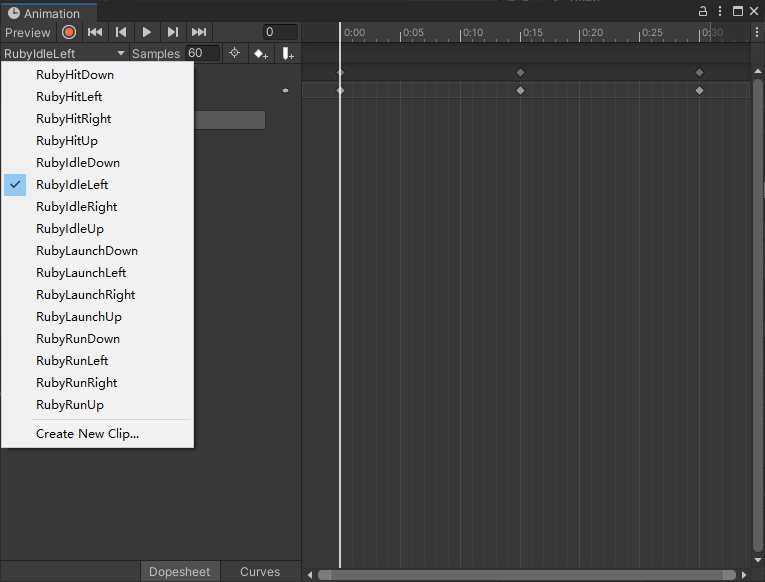 Animation
Preview 0 0:00 0:05 0:10 0:15 0:20 0:25 0:30
RubyIdleLeft Samples 60
RubyHitDown
RubyHitLeft
RubyHitRight
RubyHitUp
RubyIdleDown
RubyIdleLeft
RubyIdleRight
RubyIdleUp
RubyLaunchDown
RubyLaunchLeft
RubyLaunchRight
RubyLaunchUp
RubyRunDown
RubyRunLeft
RubyRunRight
RubyRunUp
Create New Clip...
Dopesheet Curves